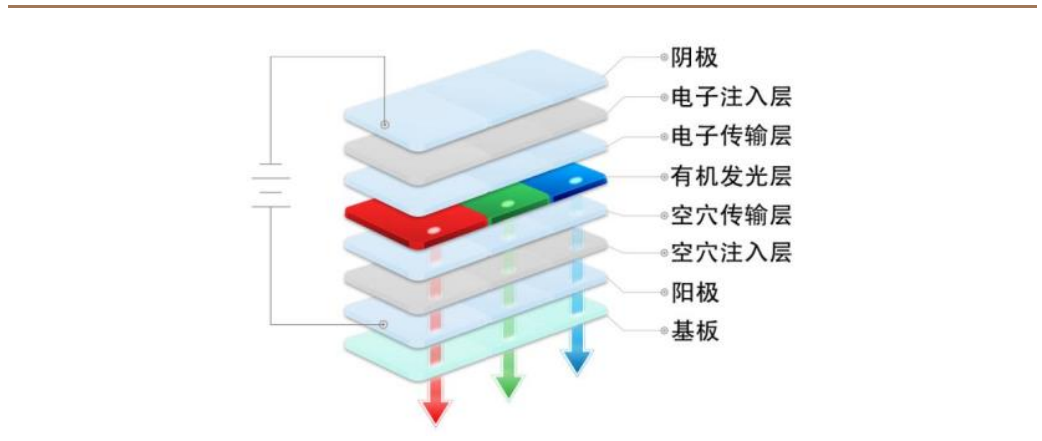 阴极
电子注入层
电子传输层
有机发光层
空穴传输层
空穴注入层
阳极
基板